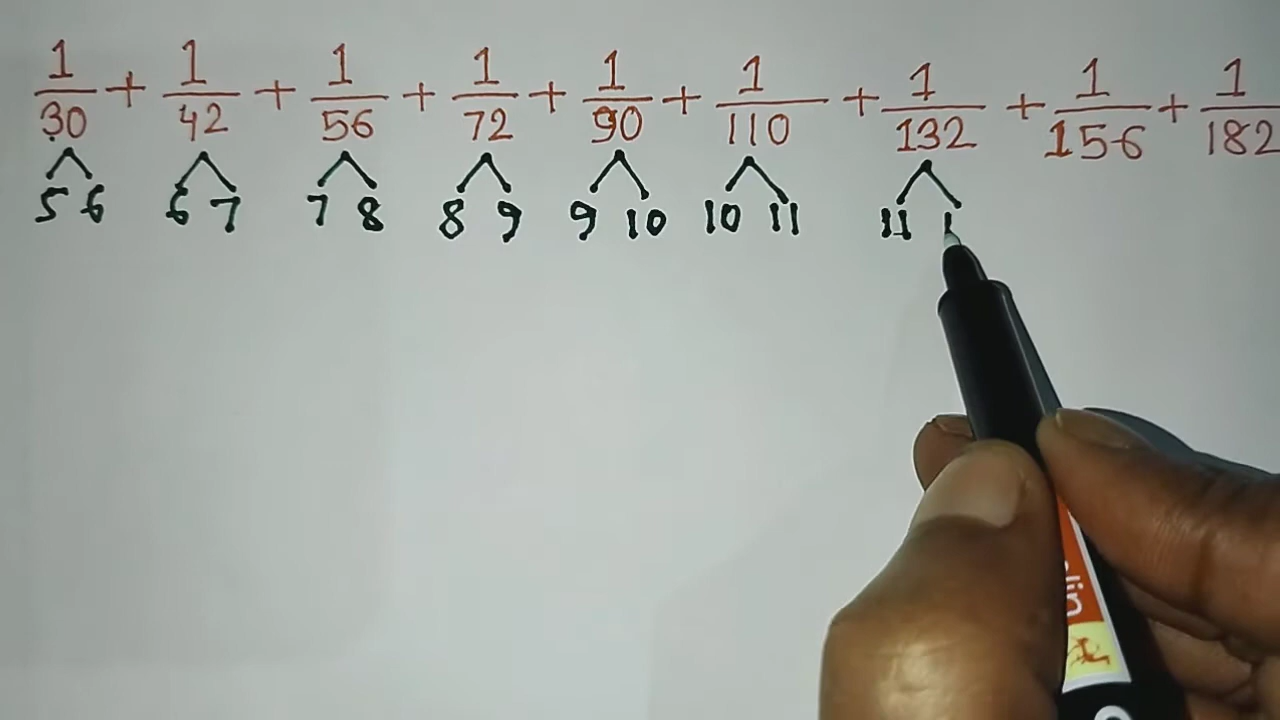 1/30 + 1/42 + 1/56 + 1/72 + 1/90 + 1/110 + 1/132 + 1/156 + 1/182
5 6 6 7 7 8 8 9 9 10 10 11 11 1